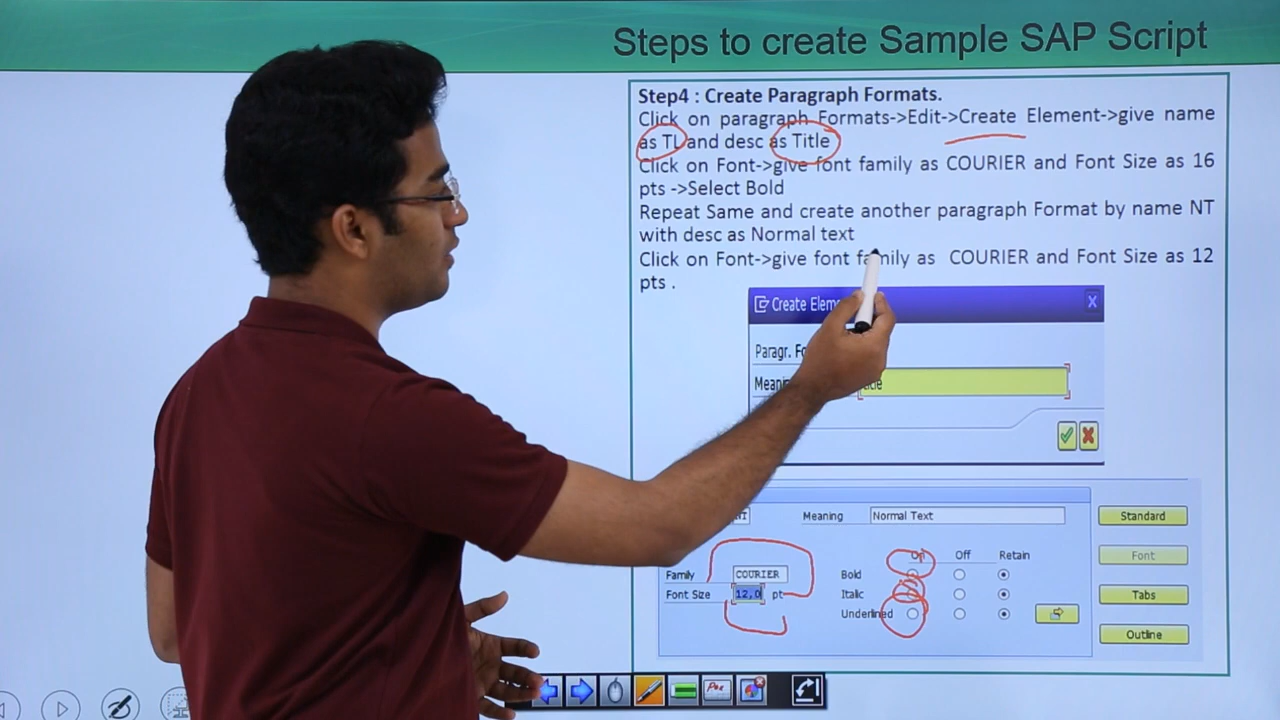 Steps to create Sample SAP Script
Step4 : Create Paragraph Formats.
Click on paragraph Formats->Edit->Create Element->give name
as TL and desc as Title
Click on Font->give font family as COURIER and Font Size as 16
pts ->Select Bold
Repeat Same and create another paragraph Format by name NT
with desc as Normal text
Click on Font->give font family as COURIER and Font Size as 12
pts .
Create
Paragr.
Meaning Normal Text
Standard
On Off Retain
Font
Family COURIER
Bold
Font Size 12,0 pt
Italic
Tabs
Underlined
Outline